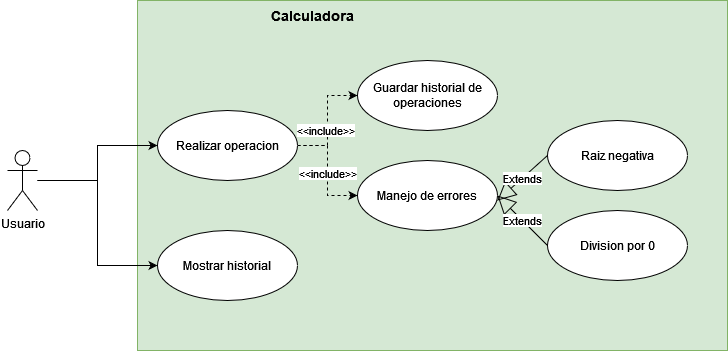 Calculadora
Guardar historial de
operaciones
Realizar operacion
<<include>>
<<include>>
Manejo de errores
Extends
Extends
Raiz negativa
Division por 0
Usuario
Mostrar historial